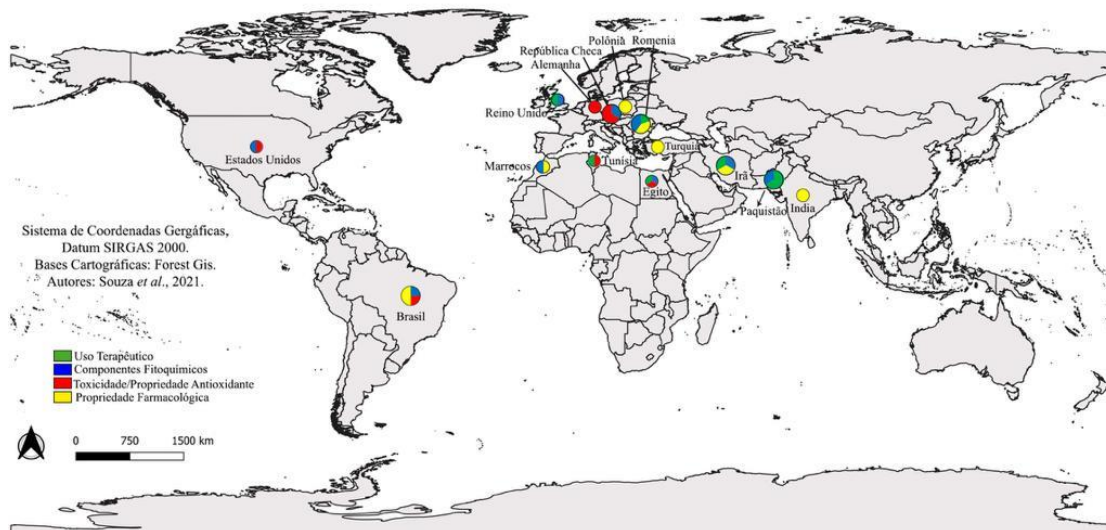 Polônia
Romenia
República Checa
Alemanha
Reino Unido
Estados Unidos
Marrocos
Tunísia
Turquia
Egito
Irã
Paquistão
India
Sistema de Coordenadas Gergáficas,
Datum SIRGAS 2000.
Bases Cartográficas: Forest Gis.
Autores: Souza et al., 2021.
Brasil
Uso Terapêutico
Componentes Fitoquímicos
Toxicidade/Propriedade Antioxidante
Propriedade Farmacológica
0 750 1500 km